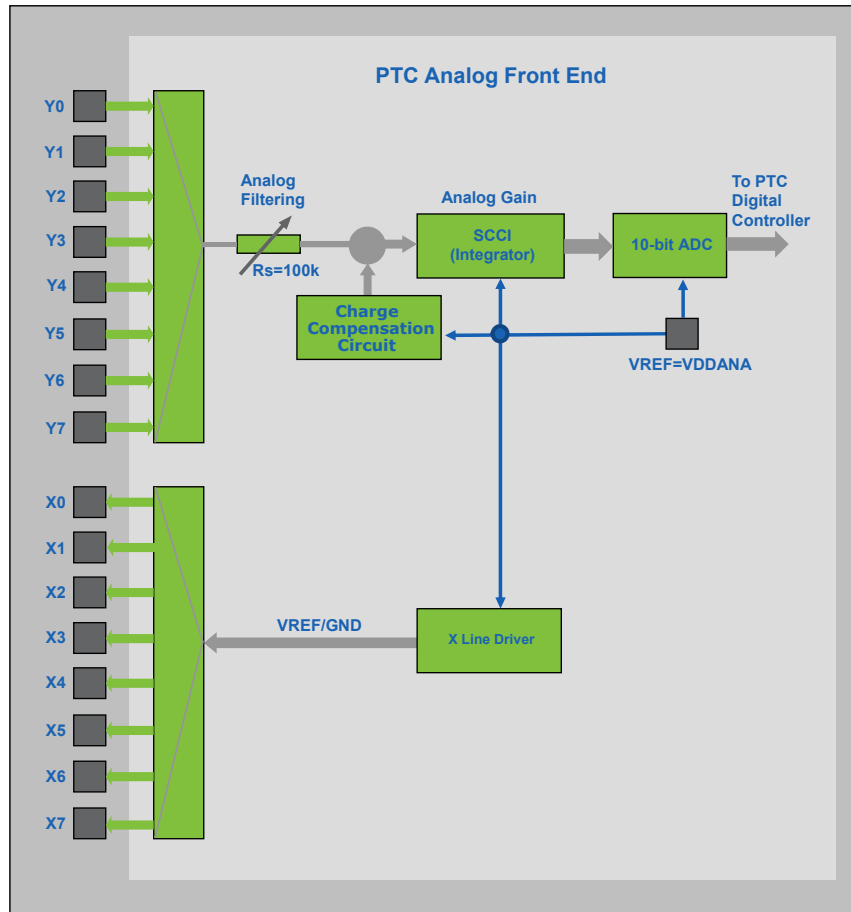 PTC Analog Front End
Y0
Y1
Y2
Y3
Y4
Y5
Y6
Y7
Analog
Filtering
Rs=100k
Analog Gain
SCCI
(Integrator)
10-bit ADC
To PTC
Digital
Controller
Charge
Compensation
Circuit
VREF=VDDANA
X0
X1
X2
X3
X4
X5
X6
X7
VREF/GND
X Line Driver